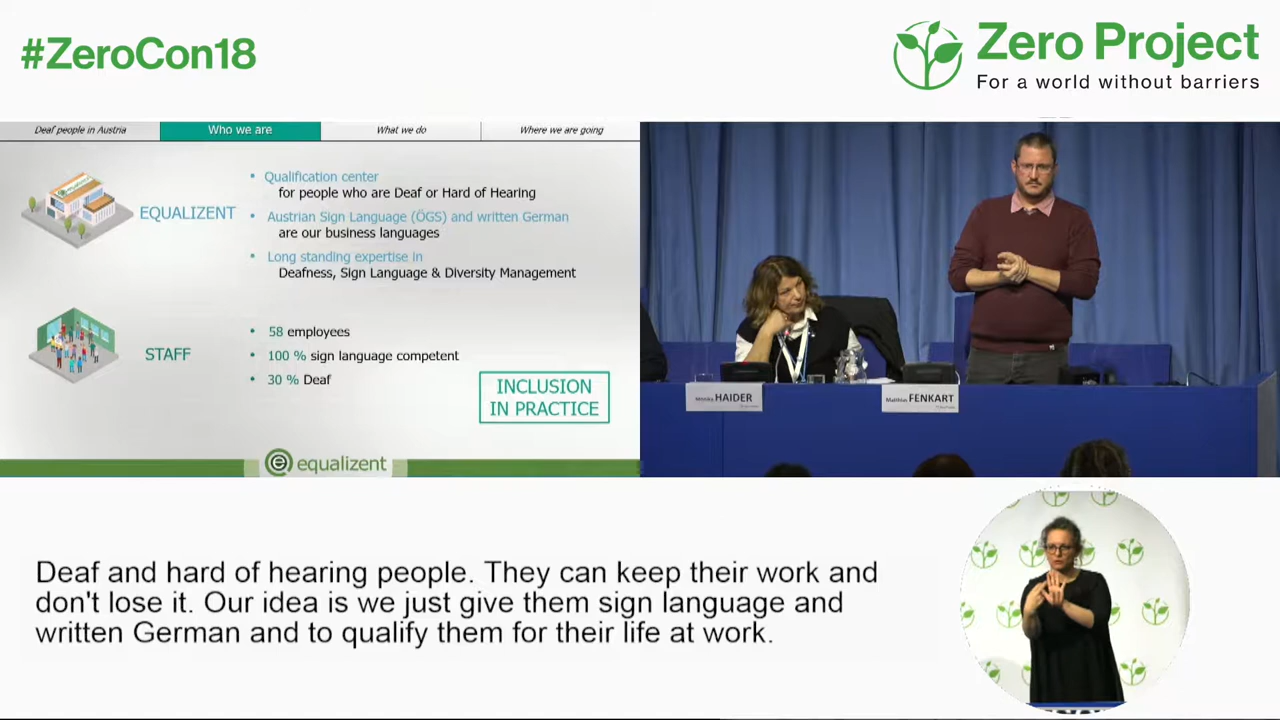 #ZeroCon18
Zero Project
For a world without barriers
Deaf people in Austria
Who we are
What we do
Where we are going
EQUALIZENT
• Qualification center
for people who are Deaf or Hard of Hearing
• Austrian Sign Language (ÖGS) and written German
are our business languages
• Long standing expertise in
Deafness, Sign Language & Diversity Management
STAFF
• 58 employees
• 100 % sign language competent
• 30 % Deaf
INCLUSION
IN PRACTICE
equalizent
HAIDER
FENKART
Deaf and hard of hearing people. They can keep their work and
don't lose it. Our idea is we just give them sign language and
written German and to qualify them for their life at work.